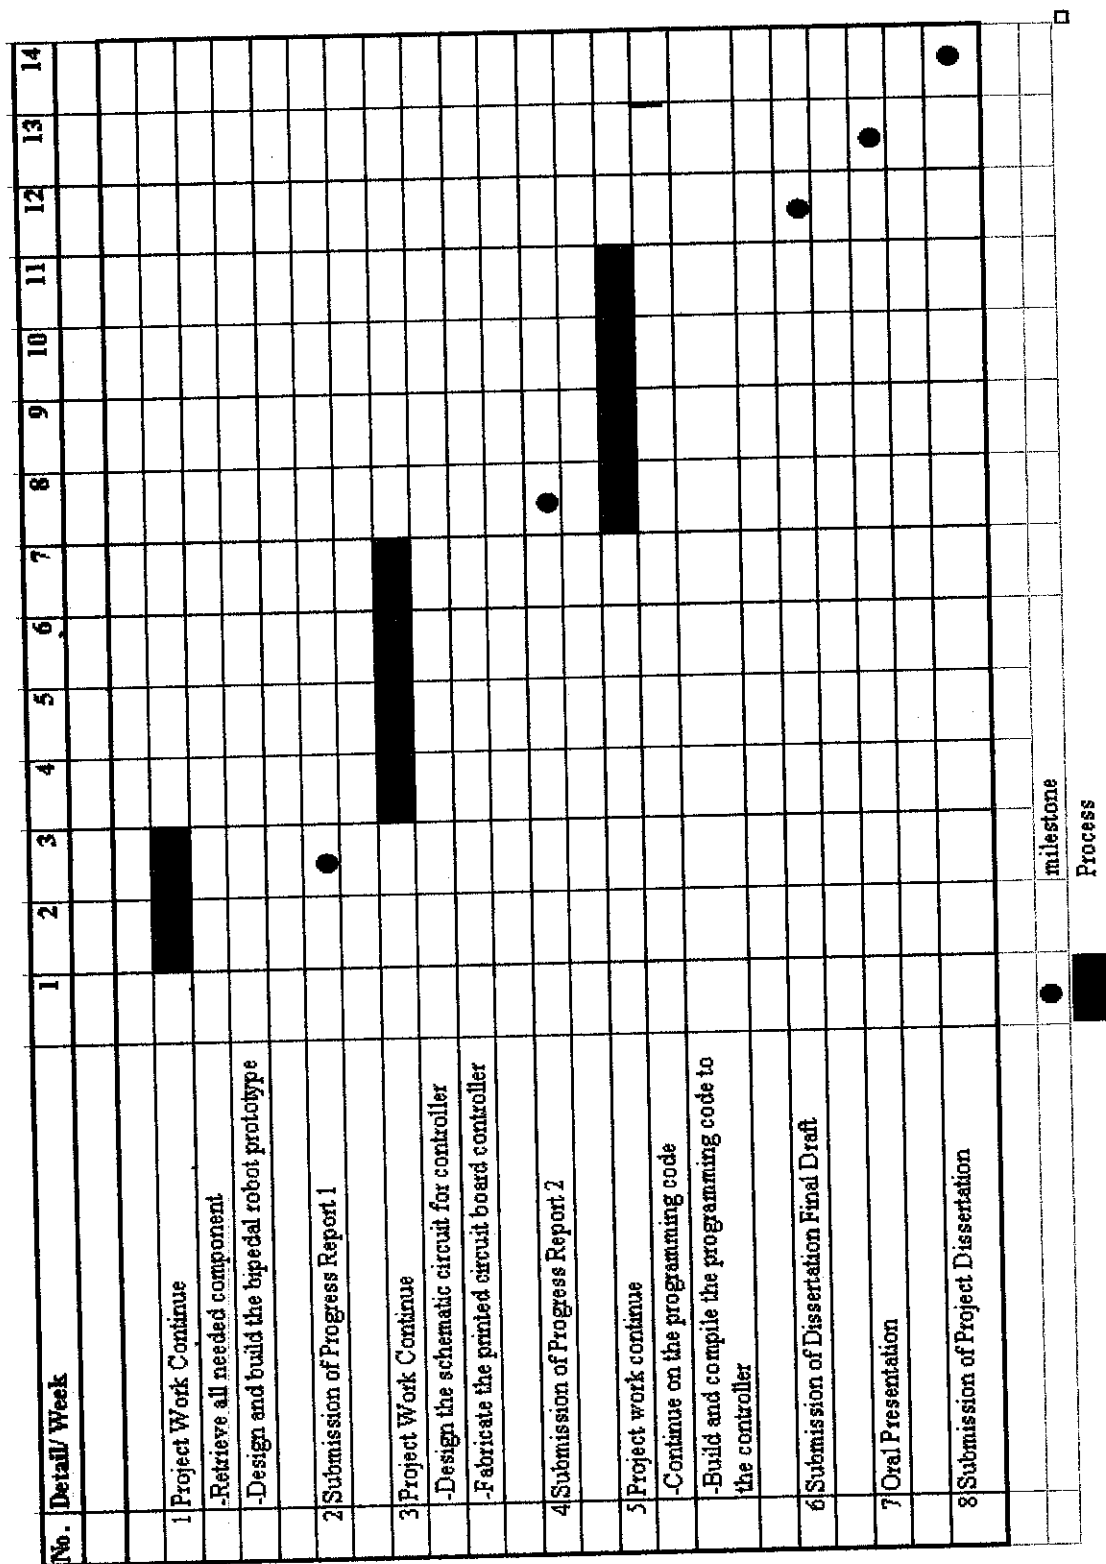 No. Detail/ Week 1 2 3 4 5 6 7 8 9 10 11 12 13 14
1 Project Work Continue
-Retrieve all needed component
-Design and build the bipedal robot prototype
2 Submission of Progress Report 1
3 Project Work Continue
-Design the schematic circuit for controller
-Fabricate the printed circuit board controller
4 Submission of Progress Report 2
5 Project work continue
-Continue on the programming code
-Build and compile the programming code to
the controller
6 Submission of Dissertation Final Draft
7 Oral Presentation
8 Submission of Project Dissertation
milestone
Process